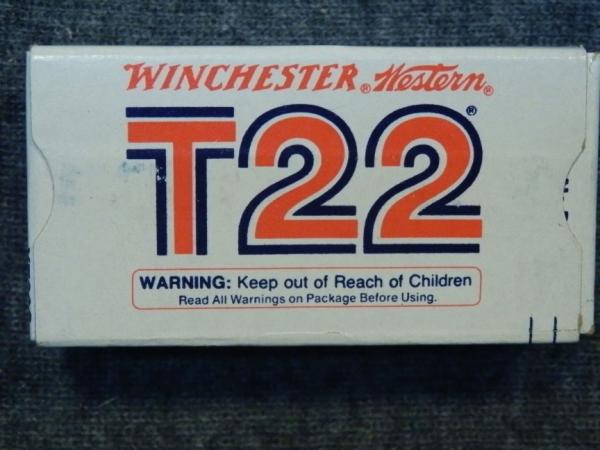 WINCHESTER® Western®
T22®
WARNING: Keep out of Reach of Children
Read All Warnings on Package Before Using.